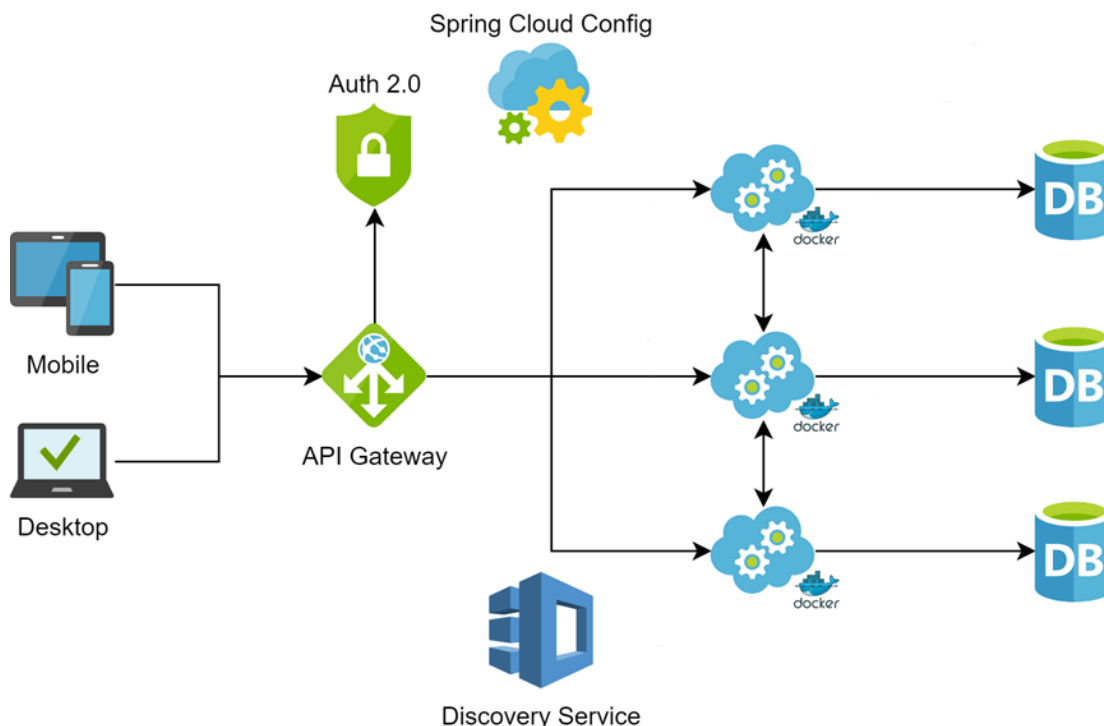 Spring Cloud Config
Auth 2.0
docker
DB
Mobile
API Gateway
docker
DB
Desktop
docker
DB
Discovery Service